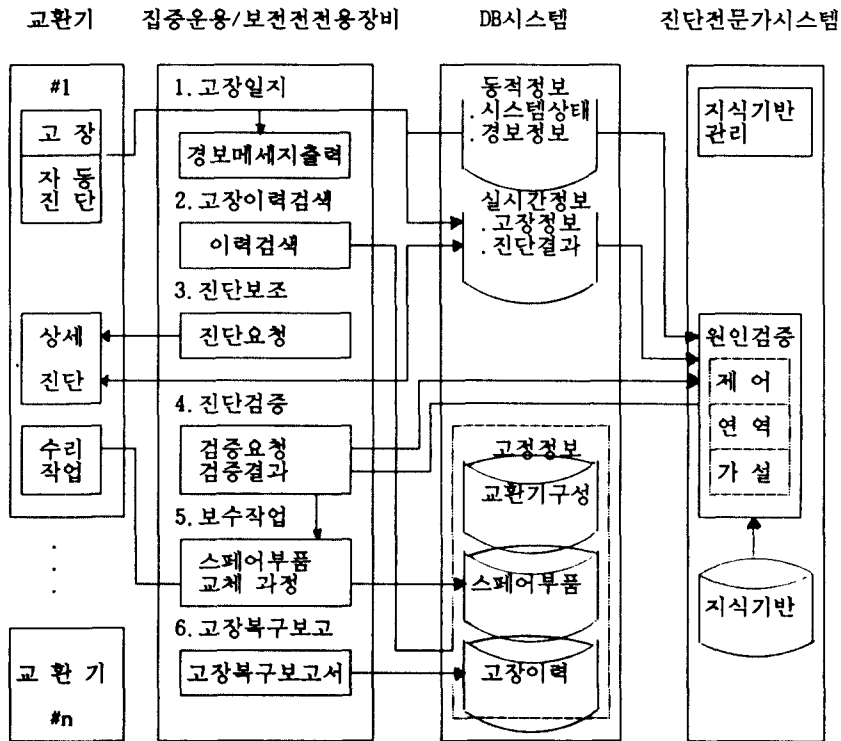 교환기
집중운용/보전전전용장비
DB시스템
진단전문가시스템
#1
고 장
자 동
진 단
상세
진단
수리
작업
.
.
.
교 환 기
#n
1. 고장일지
경보메세지출력
2. 고장이력검색
이력검색
3. 진단보조
진단요청
4. 진단검증
검증요청
검증결과
5. 보수작업
스페어부품
교체 과정
6. 고장복구보고
고장복구보고서
동적정보
.시스템상태
.경보정보
실시간정보
.고장정보
.진단결과
고정정보
교환기구성
스페어부품
고장이력
지식기반
관리
원인검증
제 어
연 역
가 설
지식기반